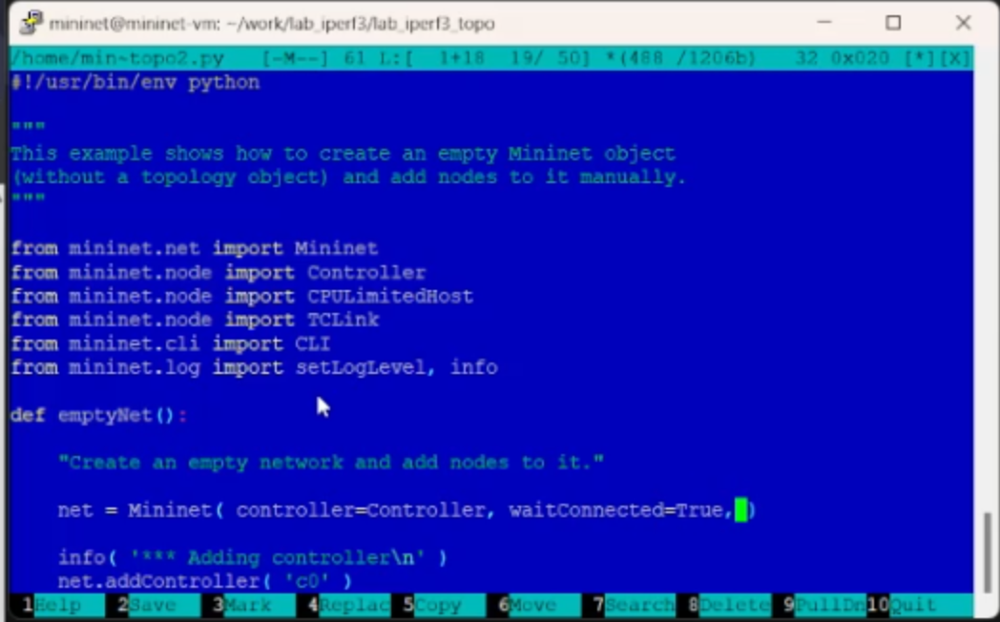 mininet@mininet-vm: ~/work/lab_iperf3/lab_iperf3_topo
/home/min~topo2.py [-M--] 61 L:[ 1+18 19/ 50] *(488 /1206b) 32 0x020 [*][X]
#!/usr/bin/env python
"""
This example shows how to create an empty Mininet object
(without a topology object) and add nodes to it manually.
"""
from mininet.net import Mininet
from mininet.node import Controller
from mininet.node import CPULimitedHost
from mininet.node import TCLink
from mininet.cli import CLI
from mininet.log import setLogLevel, info
def emptyNet():
"Create an empty network and add nodes to it."
net = Mininet( controller=Controller, waitConnected=True, )
info( '*** Adding controller\n' )
net.addController( 'c0' )
1Help 2Save 3Mark 4Replac 5Copy 6Move 7Search 8Delete 9PullDn 10Quit